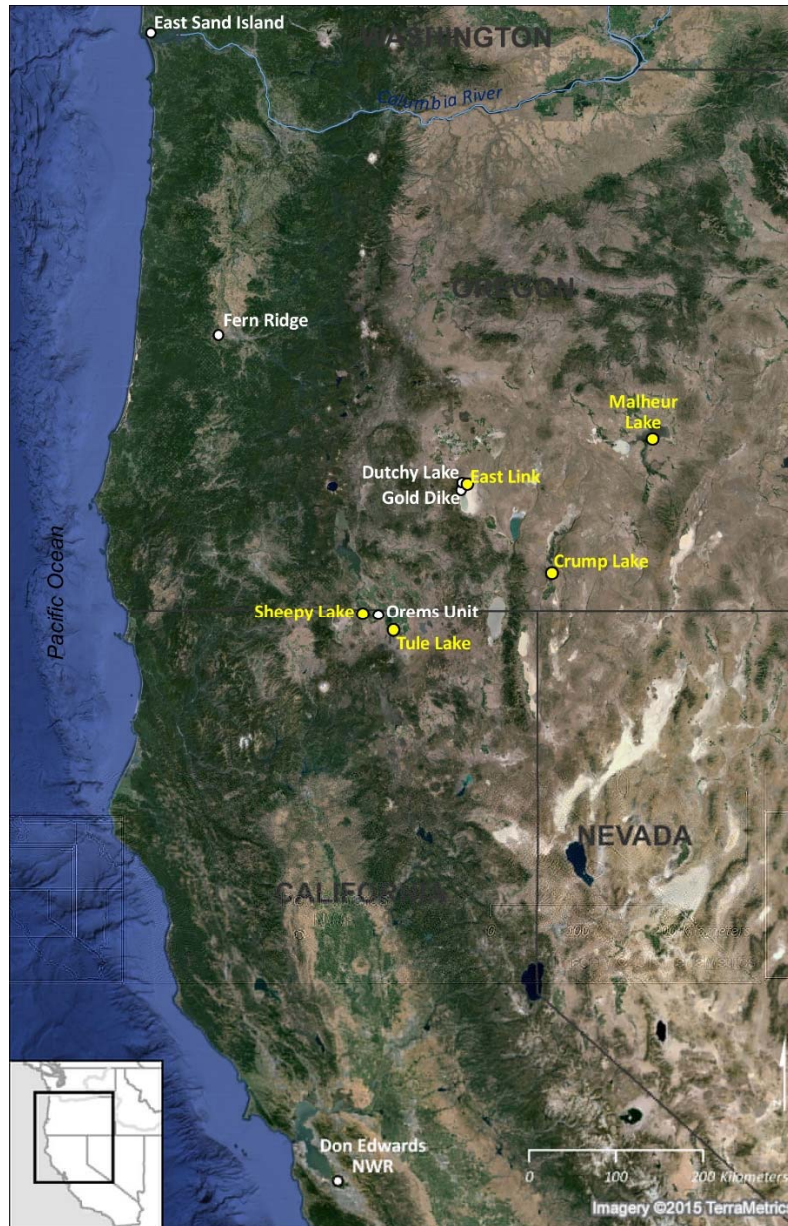 East Sand Island
WASHINGTON
Columbia River
OREGON
Fern Ridge
Malheur
Lake
Dutchy Lake
East Link
Gold Dike
Crump Lake
Pacific Ocean
Sheepy Lake
Orems Unit
Tule Lake
NEVADA
CALIFORNIA
Don Edwards
NWR
0 100 200 Kilometers
Imagery ©2015 TerraMetrics